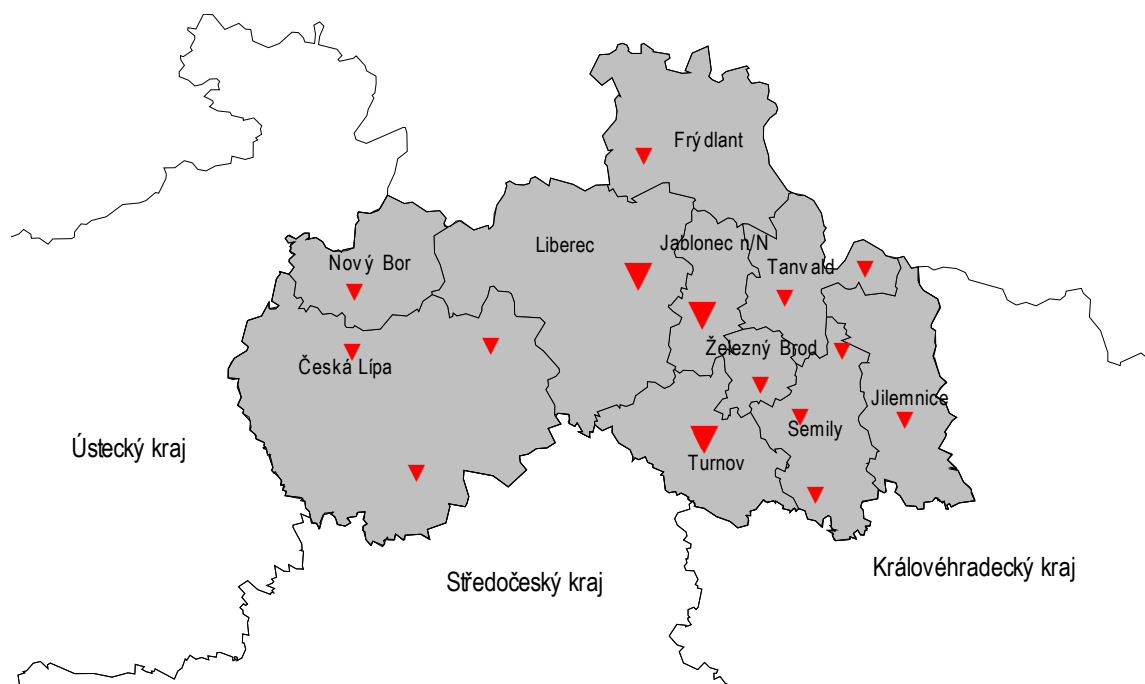 Frýdlant
Liberec
Jablonec n/N
Nový Bor
Tanvald
Železný Brod
Česká Lípa
Jilemnice
Semily
Ústecký kraj
Turnov
Středočeský kraj
Královéhradecký kraj